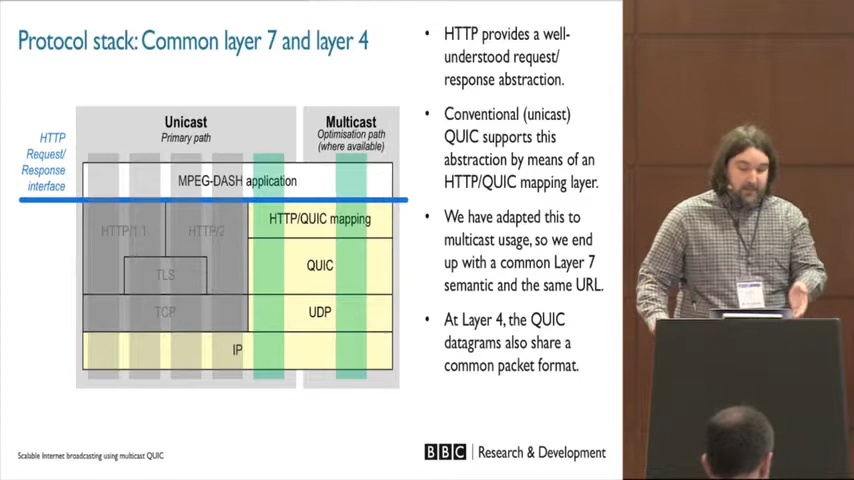 Protocol stack: Common layer 7 and layer 4
Unicast
Primary path
Multicast
Optimisation path
(where available)
HTTP
Request/
Response
interface
MPEG-DASH application
HTTP/1.1
HTTP/2
HTTP/QUIC mapping
TLS
QUIC
TCP
UDP
IP
• HTTP provides a well-
understood request/
response abstraction.
• Conventional (unicast)
QUIC supports this
abstraction by means of an
HTTP/QUIC mapping layer.
• We have adapted this to
multicast usage, so we end
up with a common Layer 7
semantic and the same URL.
• At Layer 4, the QUIC
datagrams also share a
common packet format.
Scalable Internet broadcasting using multicast QUIC
BBC | Research & Development